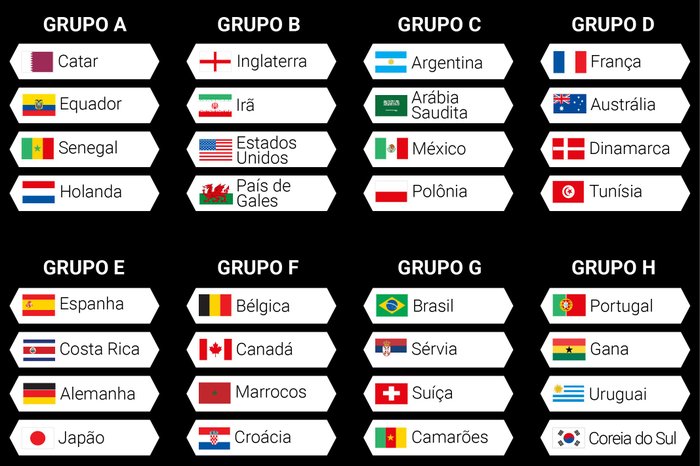 GRUPO A
Catar
Equador
Senegal
Holanda
GRUPO B
Inglaterra
Irã
Estados
Unidos
País de
Gales
GRUPO C
Argentina
Arábia
Saudita
México
Polônia
GRUPO D
França
Austrália
Dinamarca
Tunísia
GRUPO E
Espanha
Costa Rica
Alemanha
Japão
GRUPO F
Bélgica
Canadá
Marrocos
Croácia
GRUPO G
Brasil
Sérvia
Suíça
Camarões
GRUPO H
Portugal
Gana
Uruguai
Coreia do Sul